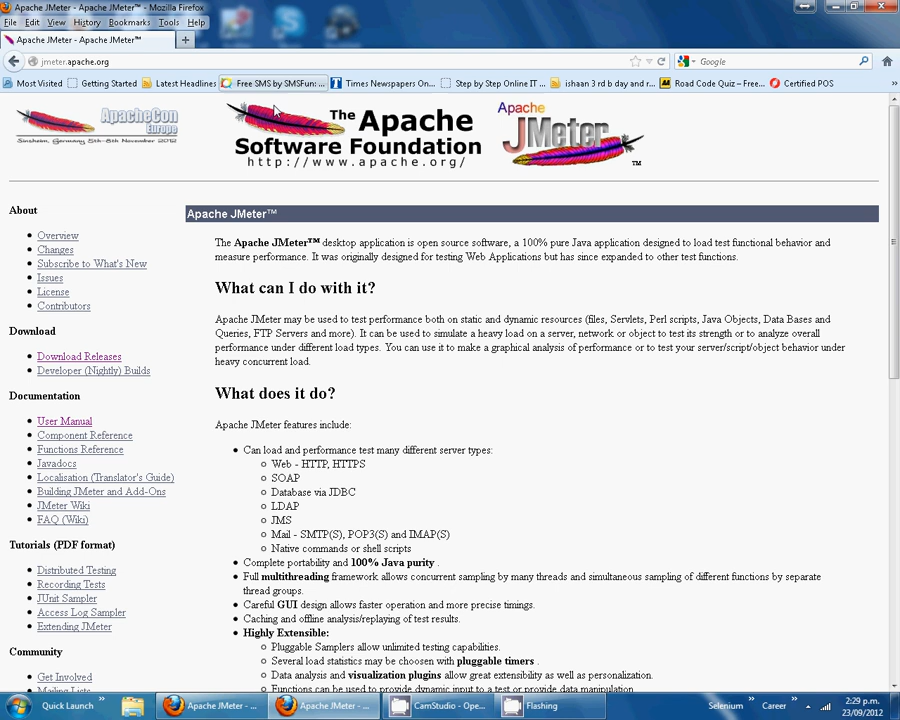 Apache JMeter - Apache JMeter™ - Mozilla Firefox
File Edit View History Bookmarks Tools Help
Apache JMeter - Apache JMeter™
jmeter.apache.org
Google
Most Visited Getting Started Latest Headlines Free SMS by SMSFun: ... Times Newspapers On... Step by Step Online IT ... ishaan 3 rd b day and r... Road Code Quiz – Free... Certified POS
ApacheCon
Europe
Sinsheim, Germany 5th-8th November 2012
The Apache
Software Foundation
http://www.apache.org/
Apache
JMeter
TM
About
Overview
Changes
Subscribe to What's New
Issues
License
Contributors
Download
Download Releases
Developer (Nightly) Builds
Documentation
User Manual
Component Reference
Functions Reference
Javadocs
Localisation (Translator's Guide)
Building JMeter and Add-Ons
JMeter Wiki
FAQ (Wiki)
Tutorials (PDF format)
Distributed Testing
Recording Tests
JUnit Sampler
Access Log Sampler
Extending JMeter
Community
Get Involved
Mailing Lists
Apache JMeter™
The Apache JMeter™ desktop application is open source software, a 100% pure Java application designed to load test functional behavior and
measure performance. It was originally designed for testing Web Applications but has since expanded to other test functions.
What can I do with it?
Apache JMeter may be used to test performance both on static and dynamic resources (files, Servlets, Perl scripts, Java Objects, Data Bases and
Queries, FTP Servers and more). It can be used to simulate a heavy load on a server, network or object to test its strength or to analyze overall
performance under different load types. You can use it to make a graphical analysis of performance or to test your server/script/object behavior under
heavy concurrent load.
What does it do?
Apache JMeter features include:
Can load and performance test many different server types:
Web - HTTP, HTTPS
SOAP
Database via JDBC
LDAP
JMS
Mail - SMTP(S), POP3(S) and IMAP(S)
Native commands or shell scripts
Complete portability and 100% Java purity .
Full multithreading framework allows concurrent sampling by many threads and simultaneous sampling of different functions by separate
thread groups.
Careful GUI design allows faster operation and more precise timings.
Caching and offline analysis/replaying of test results.
Highly Extensible:
Pluggable Samplers allow unlimited testing capabilities.
Several load statistics may be choosen with pluggable timers .
Data analysis and visualization plugins allow great extensibility as well as personalization.
Functions can be used to provide dynamic input to a test or provide data manipulation.
Quick Launch Apache JMeter - ... Apache JMeter - ... CamStudio - Ope... Flashing Selenium Career 2:29 p.m.
23/09/2012